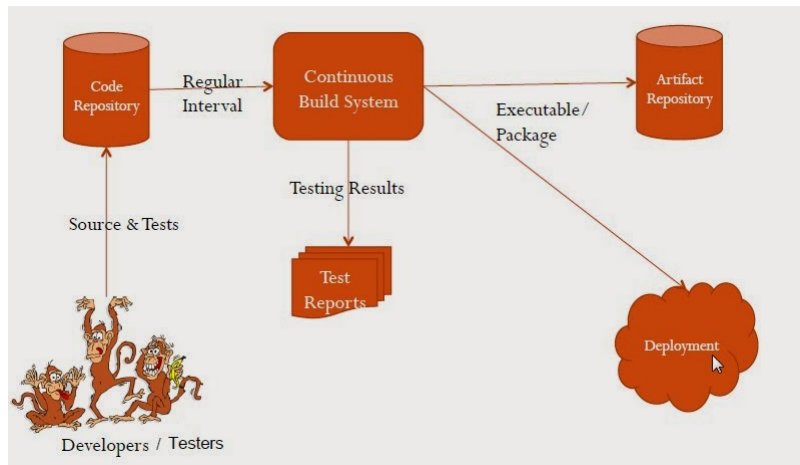 Code
Repository
Regular
Interval
Continuous
Build System
Artifact
Repository
Executable/
Package
Testing Results
Source & Tests
Test
Reports
Deployment
Developers / Testers